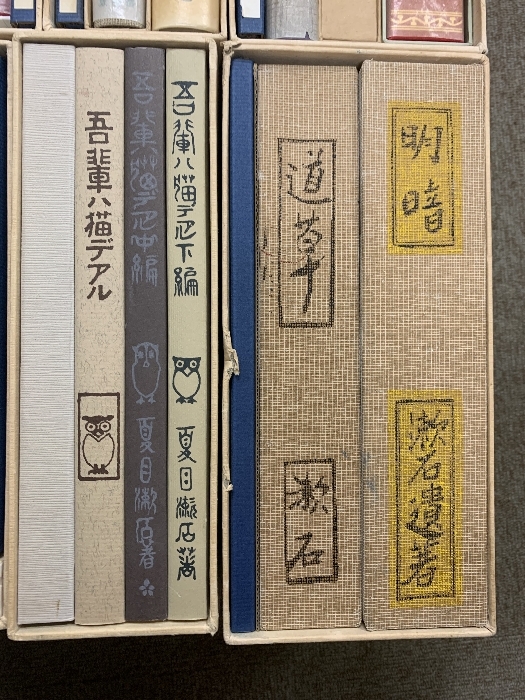 吾輩ハ猫デアル
吾輩ハ猫デアル中編
夏目漱石著
吾輩ハ猫デアル下編
夏目漱石著
道草
漱石
明暗
漱石遺著